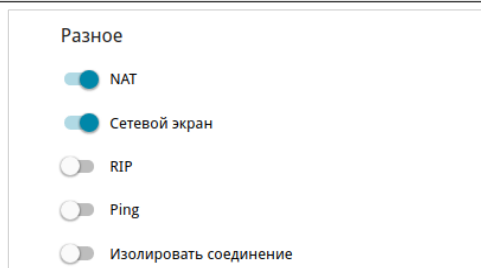 Разное
NAT
Сетевой экран
RIP
Ping
Изолировать соединение